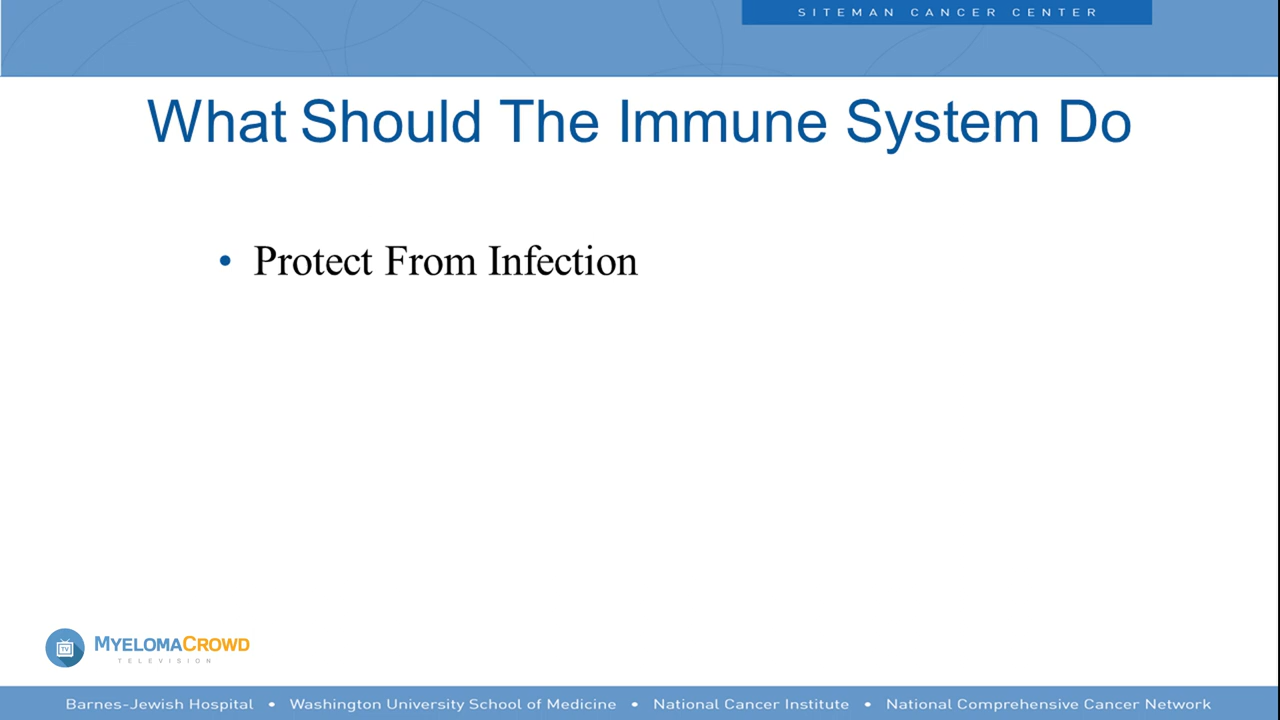 SITEMAN CANCER CENTER
What Should The Immune System Do
• Protect From Infection
TV
MYELOMACROWD
TELEVISION
Barnes-Jewish Hospital • Washington University School of Medicine • National Cancer Institute • National Comprehensive Cancer Network